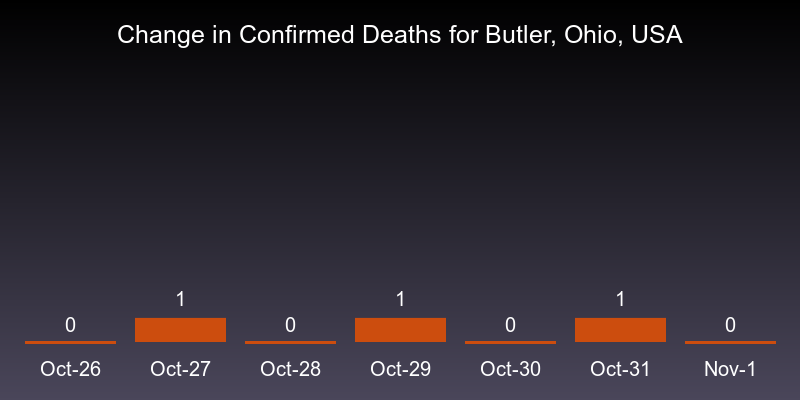 Change in Confirmed Deaths for Butler, Ohio, USA
0 1 0 1 0 1 0
Oct-26 Oct-27 Oct-28 Oct-29 Oct-30 Oct-31 Nov-1